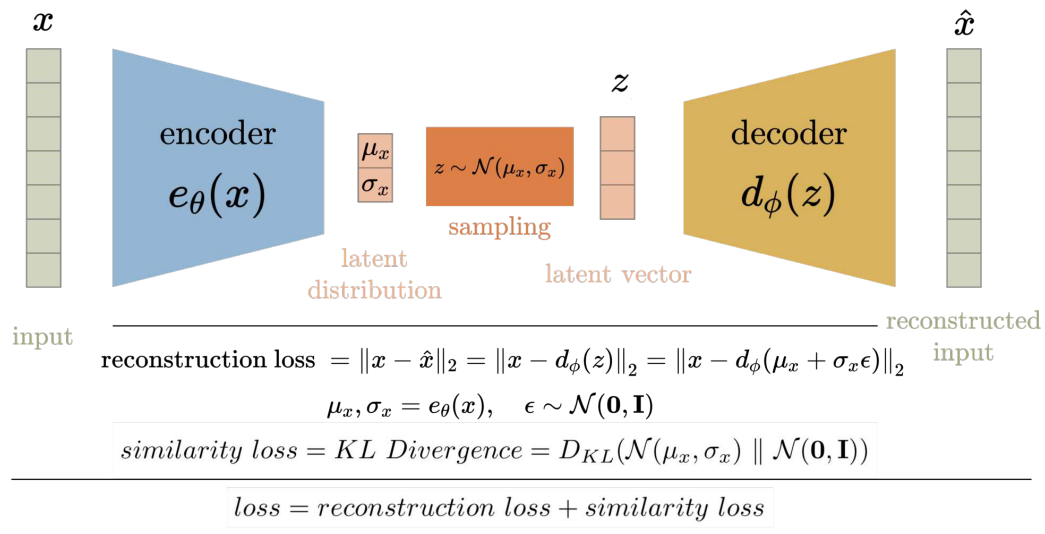 x
x̂
z
encoder
e_θ(x)
μ_x
σ_x
z ∼ 𝒩(μ_x, σ_x)
decoder
d_ϕ(z)
sampling
latent
distribution
latent vector
input
reconstructed
input
reconstruction loss = ‖x − x̂‖₂ = ‖x − d_ϕ(z)‖₂ = ‖x − d_ϕ(μ_x + σ_xϵ)‖₂
μ_x, σ_x = e_θ(x), ϵ ∼ 𝒩(𝟎, 𝐈)
similarity loss = KL Divergence = D_{KL}(𝒩(μ_x, σ_x) ∥ 𝒩(𝟎, 𝐈))
loss = reconstruction loss + similarity loss